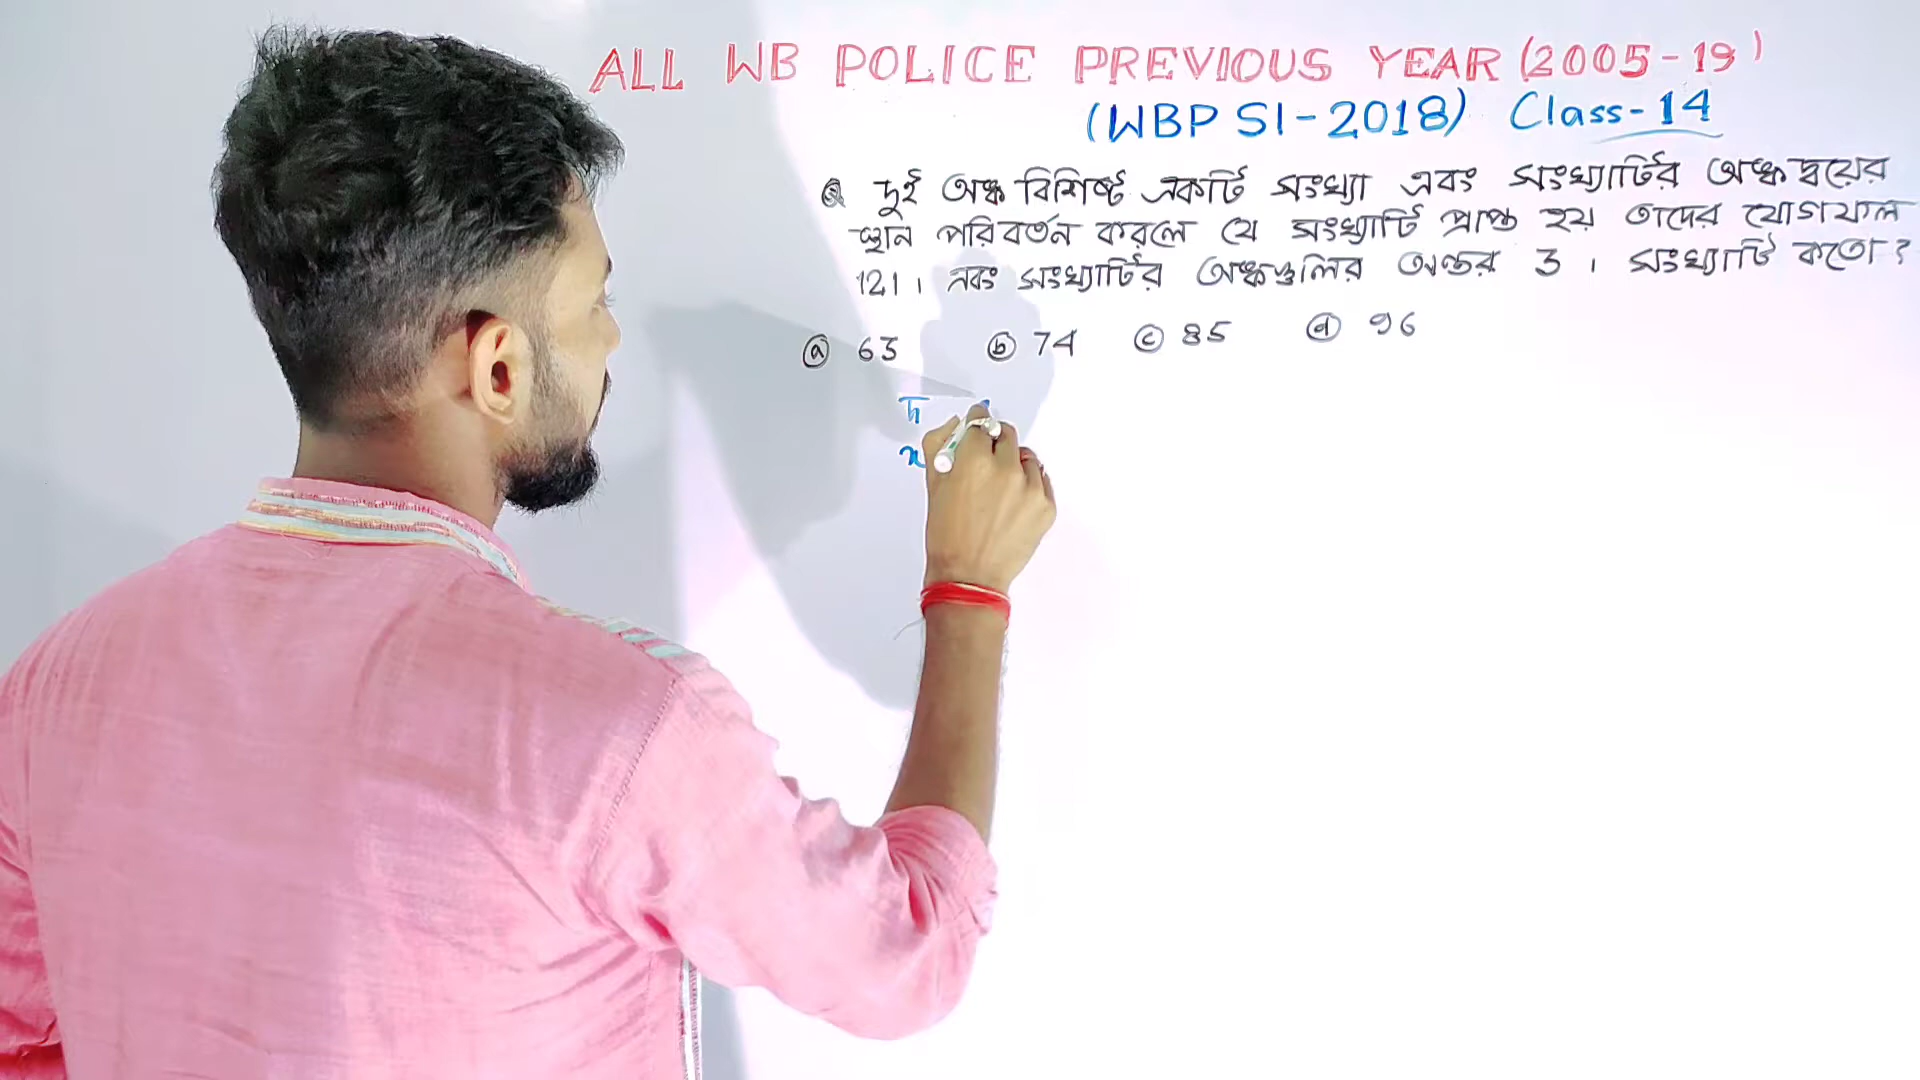 ALL WB POLICE PREVIOUS YEAR (2005-19)
(WBP SI-2018) Class-14
Q দুই অঙ্ক বিশিষ্ট একটি সংখ্যা এবং সংখ্যাটির অঙ্কদ্বয়ের
স্থান পরিবর্তন করলে যে সংখ্যাটি প্রাপ্ত হয় তাদের যোগফল
121। এবং সংখ্যাটির অঙ্কগুলির অন্তর 3 । সংখ্যাটি কতো?
(a) 63 (b) 74 (c) 85 (d) 96
দ
x